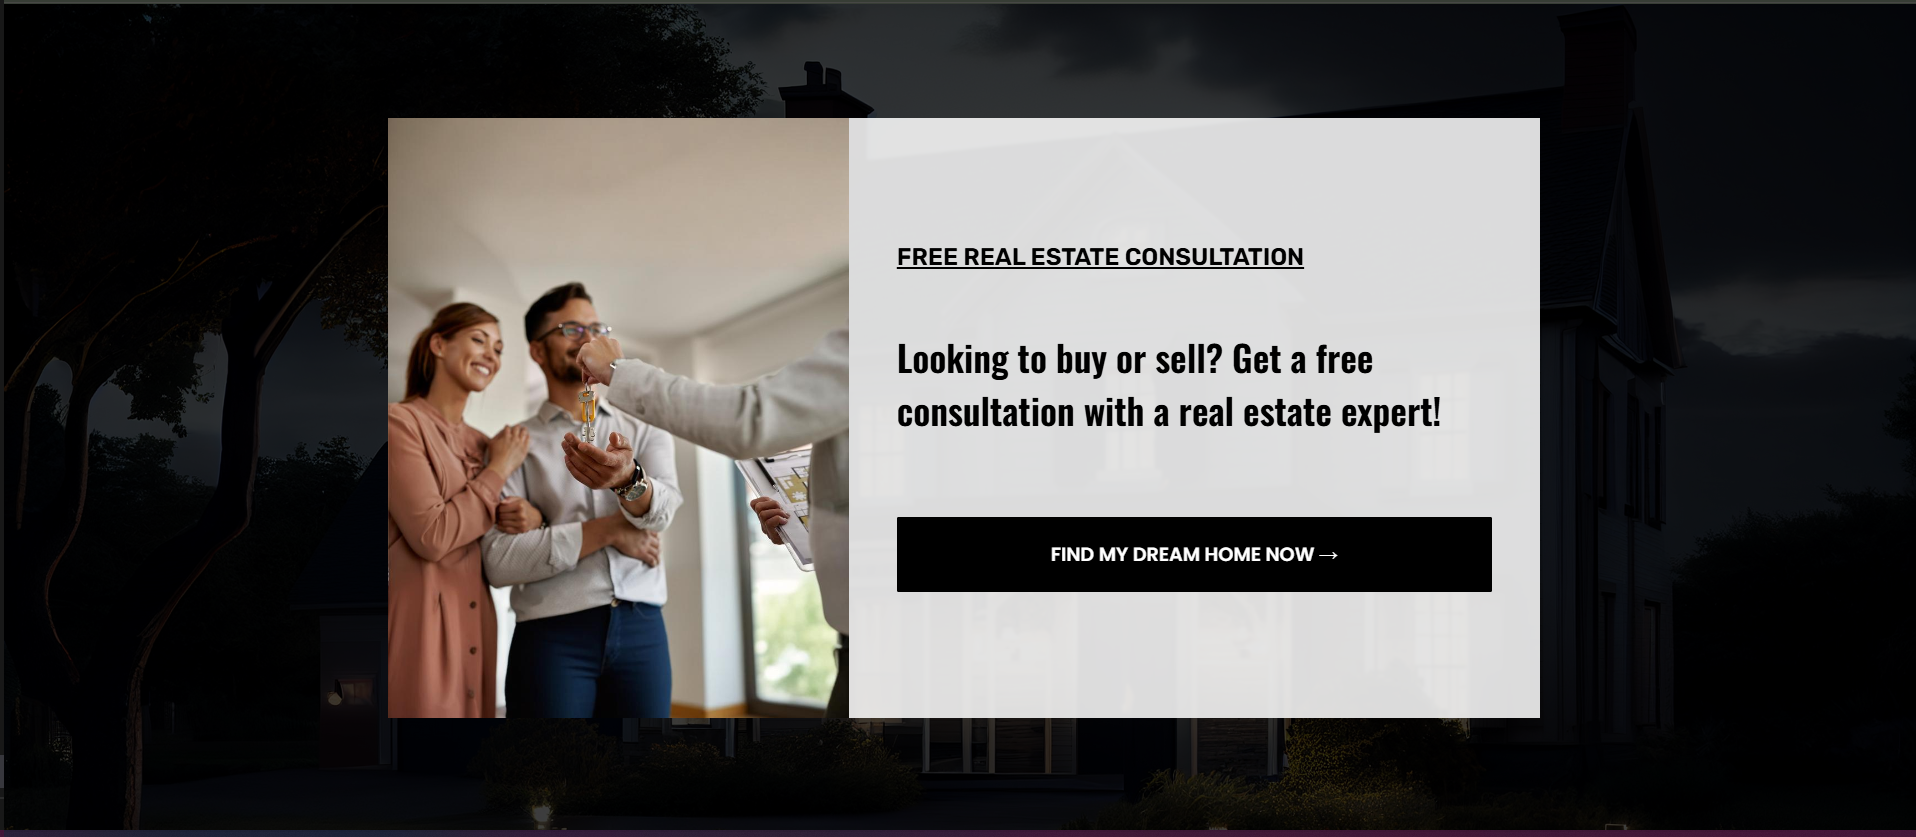 FREE REAL ESTATE CONSULTATION
Looking to buy or sell? Get a free
consultation with a real estate expert!
FIND MY DREAM HOME NOW →